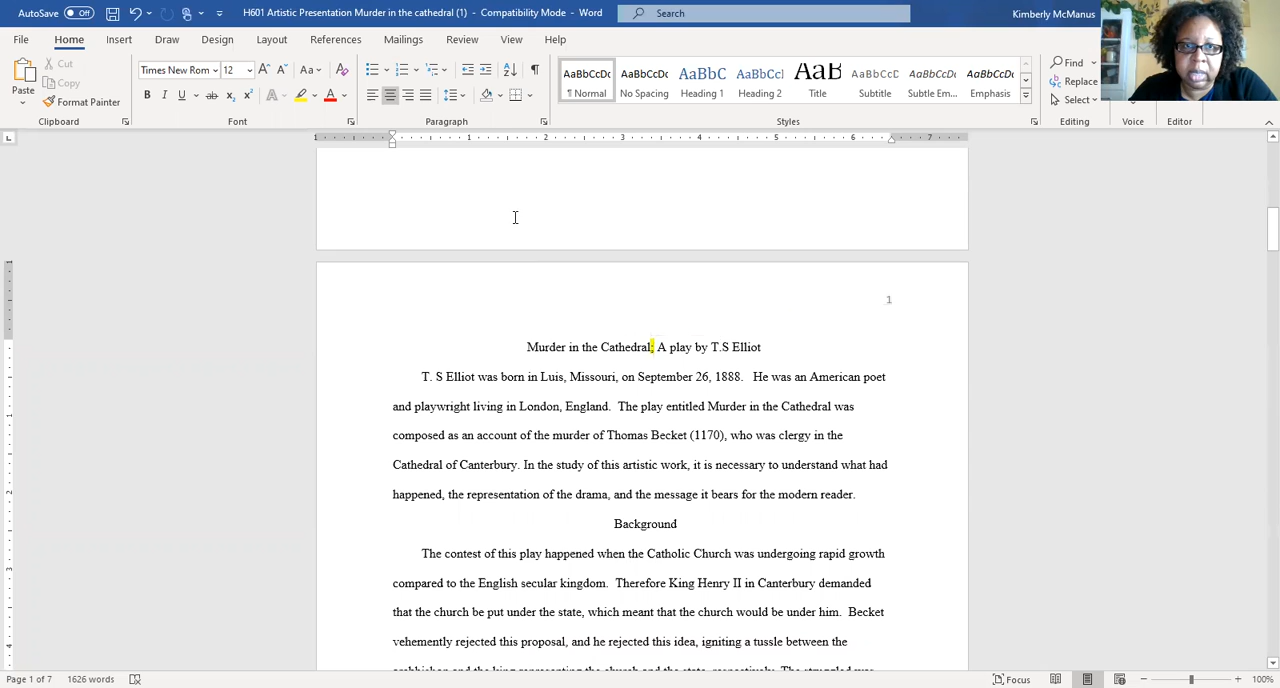 AutoSave Off H601 Artistic Presentation Murder in the cathedral (1) - Compatibility Mode - Word Search Kimberly McManus
File Home Insert Draw Design Layout References Mailings Review View Help
Paste Cut Copy Format Painter
Times New Rom 12 Aa
AaBbCcDc AaBbCcDc AaBbC AaBbCcl AaB AaBbCcD AaBbCcDc AaBbCcDc
¶ Normal No Spacing Heading 1 Heading 2 Title Subtitle Subtle Em... Emphasis
Find Replace Select
Clipboard Font Paragraph Styles Editing Voice Editor
1 1 2 3 4 5 6 7
1
Murder in the Cathedral; A play by T.S Elliot
T. S Elliot was born in Luis, Missouri, on September 26, 1888. He was an American poet
and playwright living in London, England. The play entitled Murder in the Cathedral was
composed as an account of the murder of Thomas Becket (1170), who was clergy in the
Cathedral of Canterbury. In the study of this artistic work, it is necessary to understand what had
happened, the representation of the drama, and the message it bears for the modern reader.
Background
The contest of this play happened when the Catholic Church was undergoing rapid growth
compared to the English secular kingdom. Therefore King Henry II in Canterbury demanded
that the church be put under the state, which meant that the church would be under him. Becket
vehemently rejected this proposal, and he rejected this idea, igniting a tussle between the
Page 1 of 7 1626 words Focus 100%